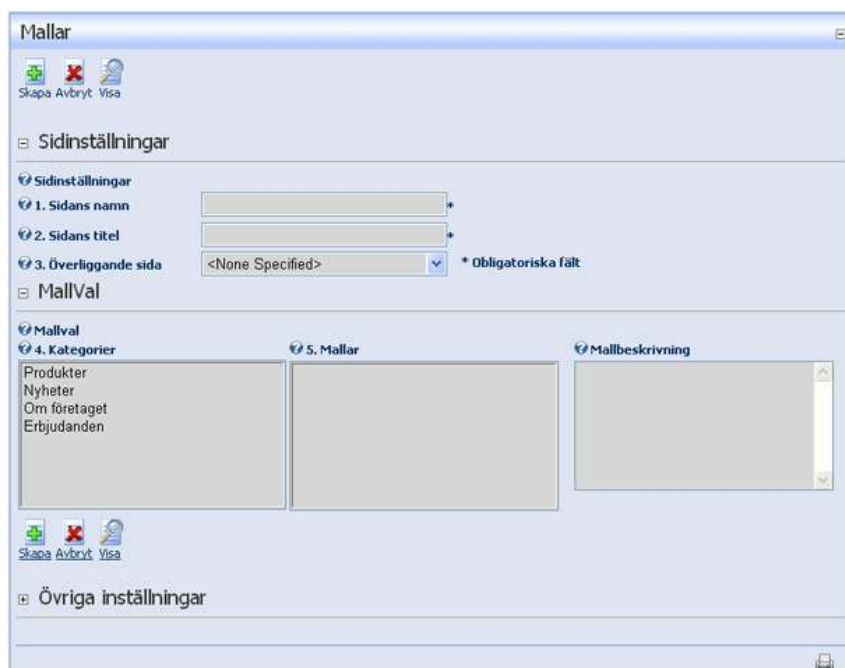 Mallar
Skapa Avbryt Visa
Sidinställningar
Sidinställningar
1. Sidans namn *
2. Sidans titel *
3. Överliggande sida <None Specified> * Obligatoriska fält
MallVal
Mallval
4. Kategorier 5. Mallar Mallbeskrivning
Produkter
Nyheter
Om företaget
Erbjudanden
Skapa Avbryt Visa
Övriga inställningar